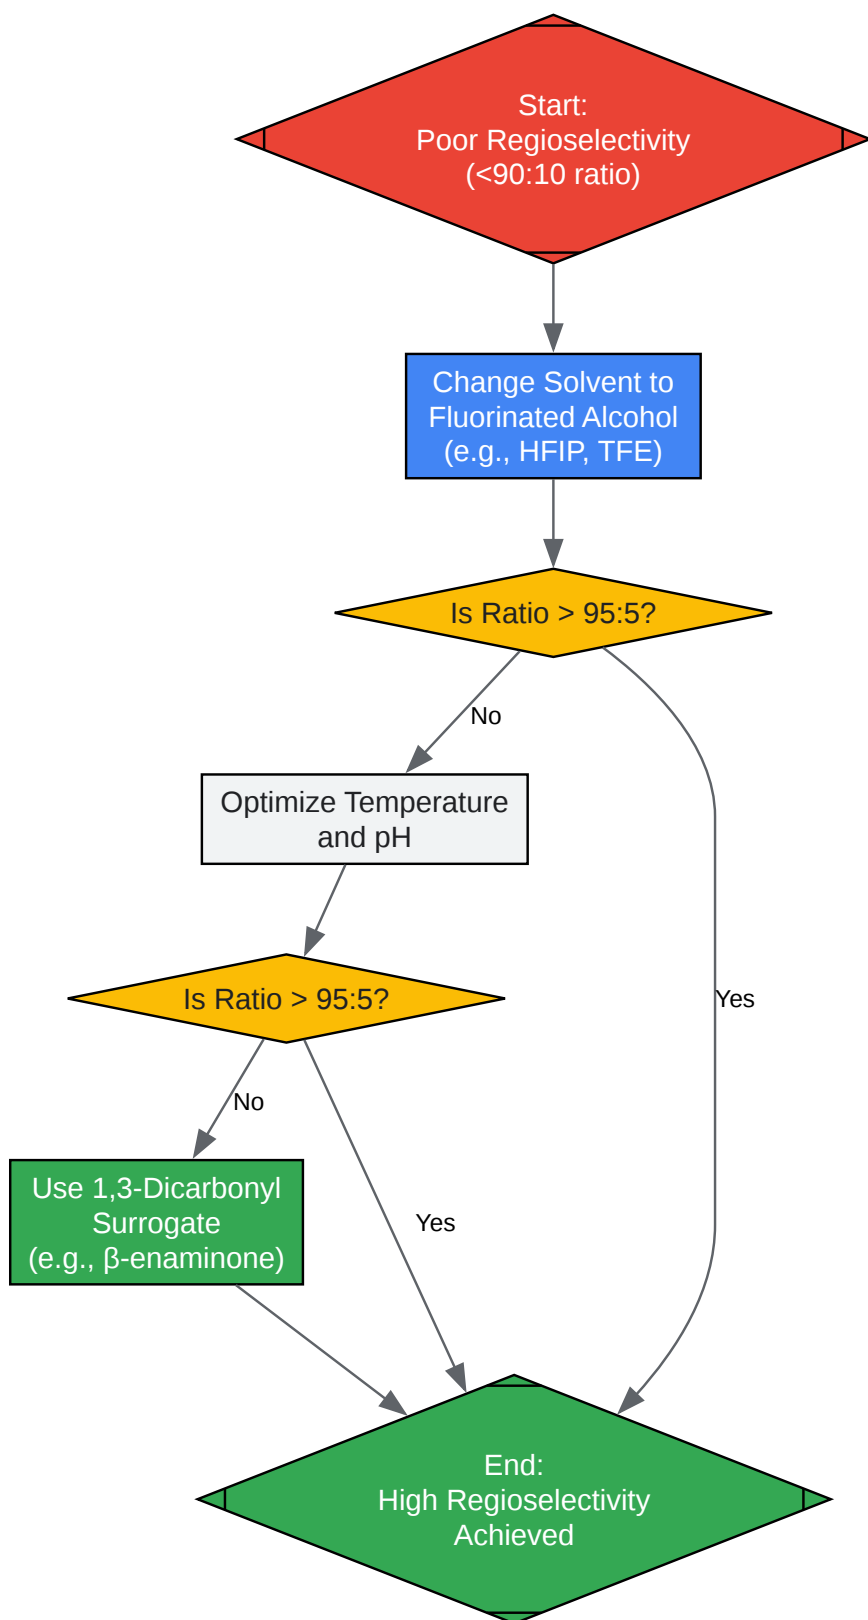 Start:
Poor Regioselectivity
(<90:10 ratio)
Change Solvent to
Fluorinated Alcohol
(e.g., HFIP, TFE)
Is Ratio > 95:5?
No
Optimize Temperature
and pH
Yes
Is Ratio > 95:5?
No
Use 1,3-Dicarbonyl
Surrogate
(e.g., β-enaminone)
Yes
End:
High Regioselectivity
Achieved